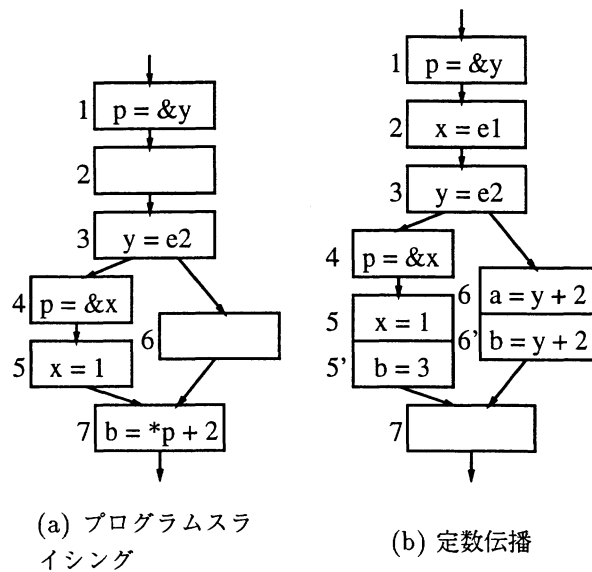 1 p = &y
2
3 y = e2
4 p = &x
5 x = 1
6
7 b = *p + 2
(a) プログラムスラ
イシング
1 p = &y
2 x = e1
3 y = e2
4 p = &x
5 x = 1
5' b = 3
6 a = y + 2
6' b = y + 2
7
(b) 定数伝播